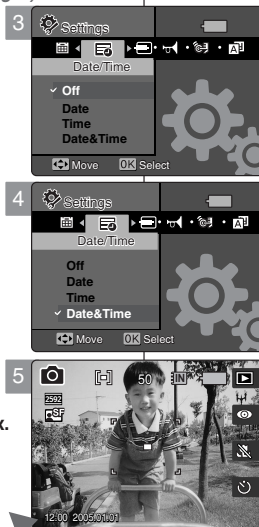 3
Settings
Date/Time
Off
Date
Time
Date&Time
Move OK Select
4
Settings
Date/Time
Off
Date
Time
Date&Time
Move OK Select
5
50 IN
2592
SF
x.
12:00 2005/01/01